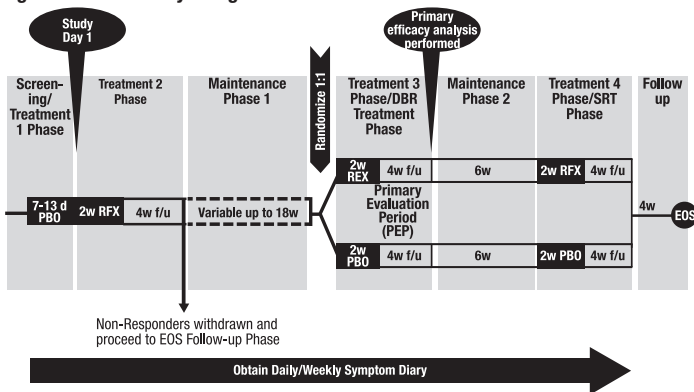 Study
Day 1
Primary
efficacy analysis
performed
Screen-
ing/
Treatment
1 Phase
Treatment 2
Phase
Maintenance
Phase 1
Randomize 1:1
Treatment 3
Phase/DBR
Treatment
Phase
Maintenance
Phase 2
Treatment 4
Phase/SRT
Phase
Follow
up
2w
REX
4w f/u
6w
2w RFX
4w f/u
7-13 d
PBO
2w RFX
4w f/u
Variable up to 18w
Primary
Evaluation
Period
(PEP)
4w
EOS
2w
PBO
4w f/u
6w
2w PBO
4w f/u
Non-Responders withdrawn and
proceed to EOS Follow-up Phase
Obtain Daily/Weekly Symptom Diary